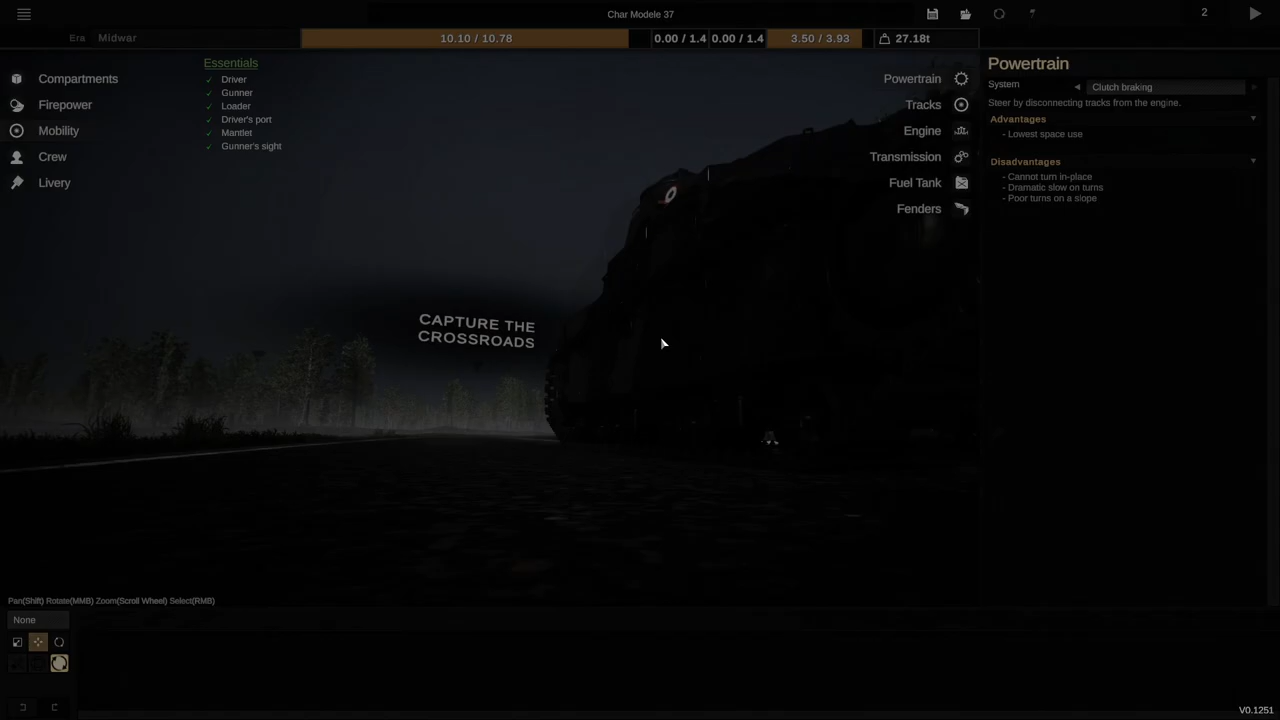 Char Modele 37
2
Era
Midwar
10.10 / 10.78
0.00 / 1.4
0.00 / 1.4
3.50 / 3.93
27.18t
Compartments
Firepower
Mobility
Crew
Livery
Essentials
✓ Driver
✓ Gunner
✓ Loader
✓ Driver's port
✓ Mantlet
✓ Gunner's sight
CAPTURE THE
CROSSROADS
Powertrain
Tracks
Engine
Transmission
Fuel Tank
Fenders
Powertrain
System
Clutch braking
Steer by disconnecting tracks from the engine.
Advantages
- Lowest space use
Disadvantages
- Cannot turn in-place
- Dramatic slow on turns
- Poor turns on a slope
Pan(Shift) Rotate(MMB) Zoom(Scroll Wheel) Select(RMB)
None
V0.1251